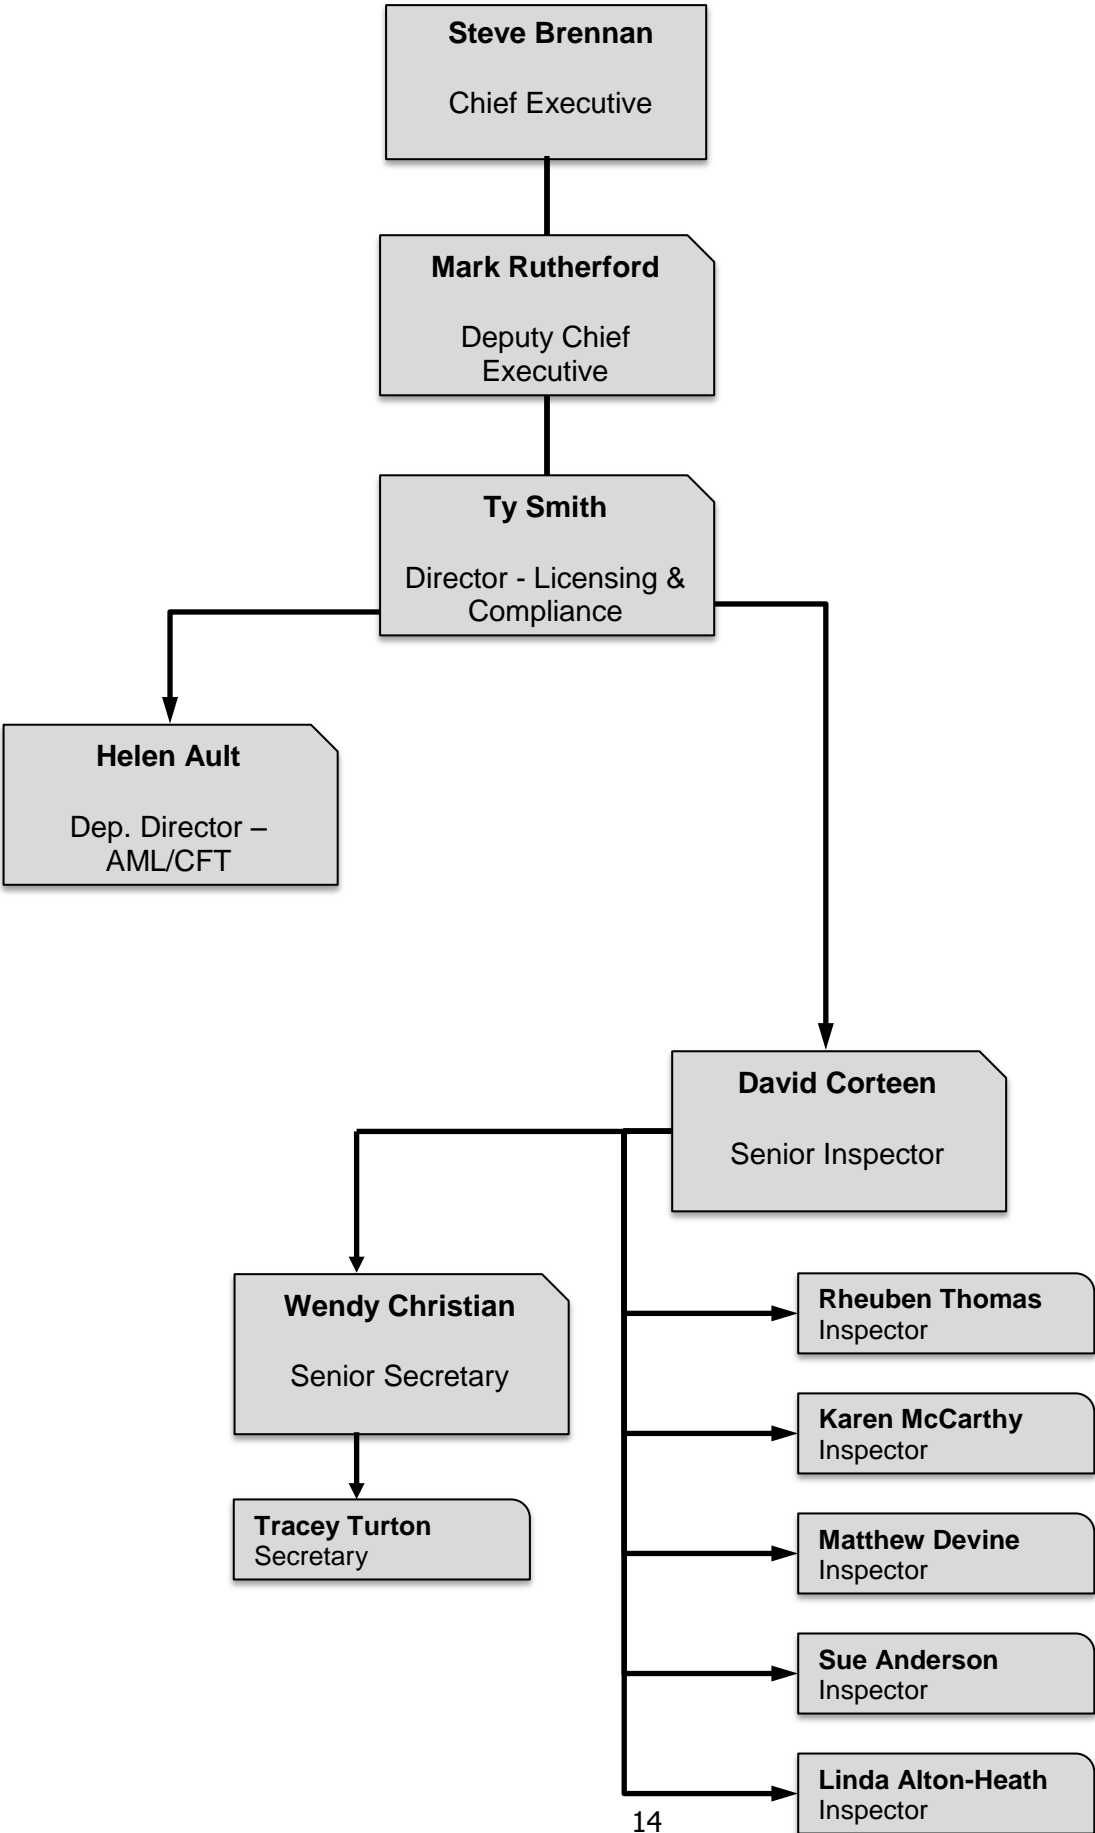 Steve Brennan
Chief Executive
Mark Rutherford
Deputy Chief
Executive
Ty Smith
Director - Licensing &
Compliance
Helen Ault
Dep. Director –
AML/CFT
David Corteen
Senior Inspector
Wendy Christian
Senior Secretary
Tracey Turton
Secretary
Rheuben Thomas
Inspector
Karen McCarthy
Inspector
Matthew Devine
Inspector
Sue Anderson
Inspector
Linda Alton-Heath
Inspector
14